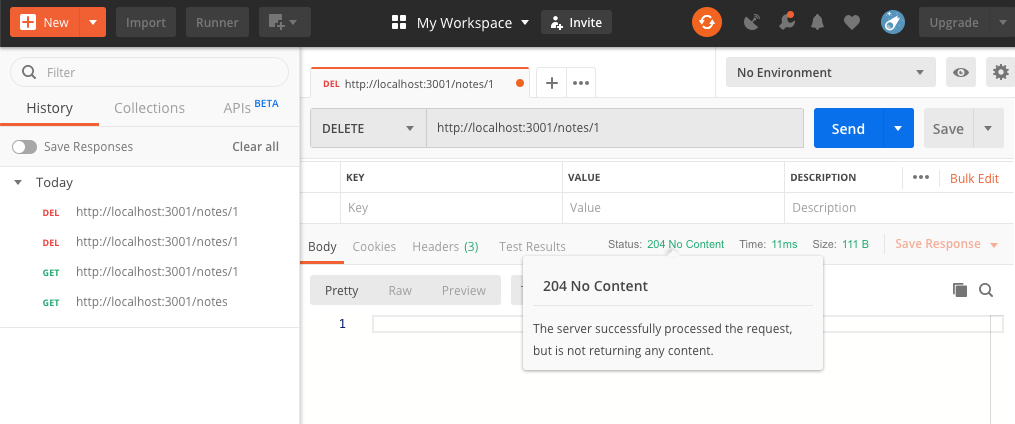 New Import Runner My Workspace Invite Upgrade
Filter
History Collections APIs BETA
Save Responses Clear all
Today
DEL http://localhost:3001/notes/1
DEL http://localhost:3001/notes/1
GET http://localhost:3001/notes/1
GET http://localhost:3001/notes
DEL http://localhost:3001/notes/1
No Environment
DELETE http://localhost:3001/notes/1 Send Save
KEY VALUE DESCRIPTION Bulk Edit
Key Value Description
Body Cookies Headers (3) Test Results Status: 204 No Content Time: 11ms Size: 111 B Save Response
Pretty Raw Preview
204 No Content
The server successfully processed the request,
but is not returning any content.
1